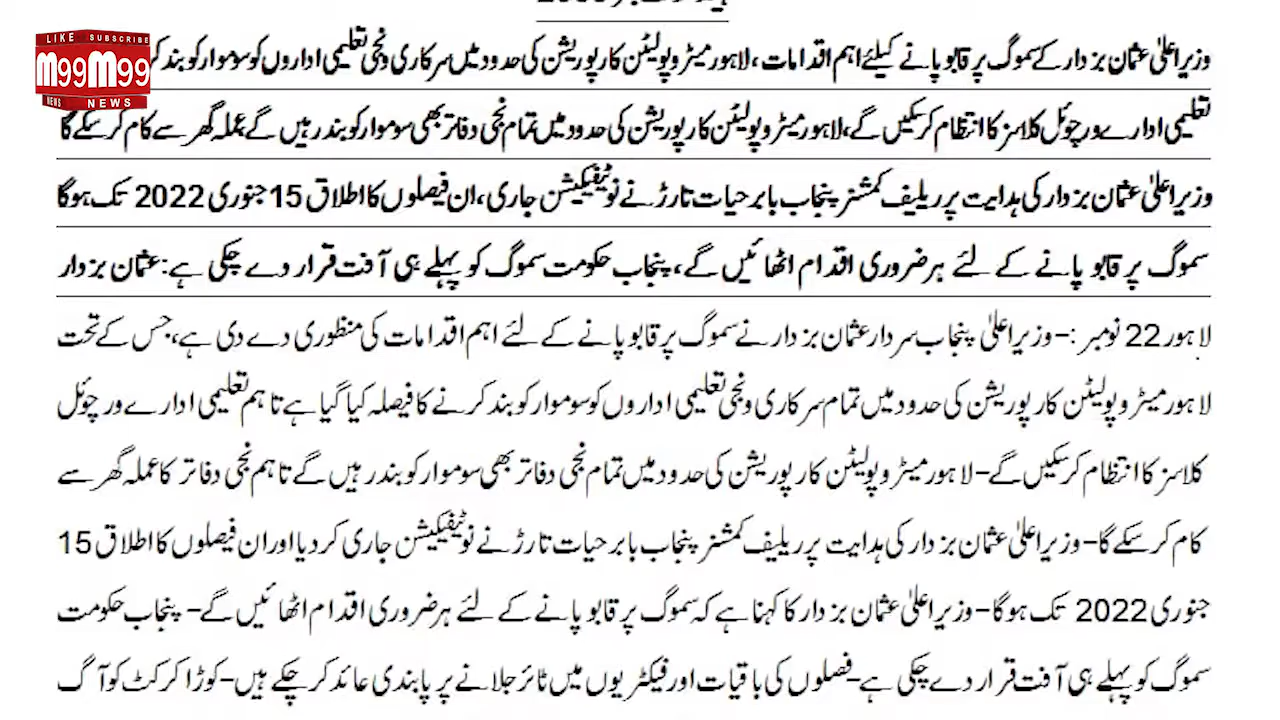 LIKE SUBSCRIBE
M99M99
NEWS NEWS
وزیراعلیٰ عثمان بزدار کے سموگ پر قابو پانے کیلئے اہم اقدامات، لاہور میٹروپولیٹن کارپوریشن کی حدود میں سرکاری ونجی تعلیمی اداروں کو سوموار کو بند کر
تعلیمی ادارے ورچوئل کلاسز کا انتظام کر سکیں گے، لاہور میٹروپولیٹن کارپوریشن کی حدود میں تمام نجی دفاتر بھی سوموار کو بند رہیں گے عملہ گھر سے کام کر سکے گا
وزیراعلیٰ عثمان بزدار کی ہدایت پر ریلیف کمشنر پنجاب بابر حیات تارڑ نے نوٹیفکیشن جاری، ان فیصلوں کا اطلاق 15 جنوری 2022 تک ہوگا
سموگ پر قابو پانے کے لئے ہر ضروری اقدام اٹھائیں گے، پنجاب حکومت سموگ کو پہلے ہی آفت قرار دے چکی ہے: عثمان بزدار
لاہور 22 نومبر :- وزیراعلیٰ پنجاب سردار عثمان بزدار نے سموگ پر قابو پانے کے لئے اہم اقدامات کی منظوری دے دی ہے، جس کے تحت
لاہور میٹروپولیٹن کارپوریشن کی حدود میں تمام سرکاری ونجی تعلیمی اداروں کو سوموار کو بند کرنے کا فیصلہ کیا گیا ہے تاہم تعلیمی ادارے ورچوئل
کلاسز کا انتظام کر سکیں گے- لاہور میٹروپولیٹن کارپوریشن کی حدود میں تمام نجی دفاتر بھی سوموار کو بند رہیں گے تاہم نجی دفاتر کا عملہ گھر سے
کام کر سکے گا- وزیراعلیٰ عثمان بزدار کی ہدایت پر ریلیف کمشنر پنجاب بابر حیات تارڑ نے نوٹیفکیشن جاری کر دیا اور ان فیصلوں کا اطلاق 15
جنوری 2022 تک ہوگا- وزیراعلیٰ عثمان بزدار کا کہنا ہے کہ سموگ پر قابو پانے کے لئے ہر ضروری اقدام اٹھائیں گے- پنجاب حکومت
سموگ کو پہلے ہی آفت قرار دے چکی ہے- فصلوں کی باقیات اور فیکٹریوں میں ٹائر جلانے پر پابندی عائد کر چکے ہیں- کوڑا کرکٹ کو آگ